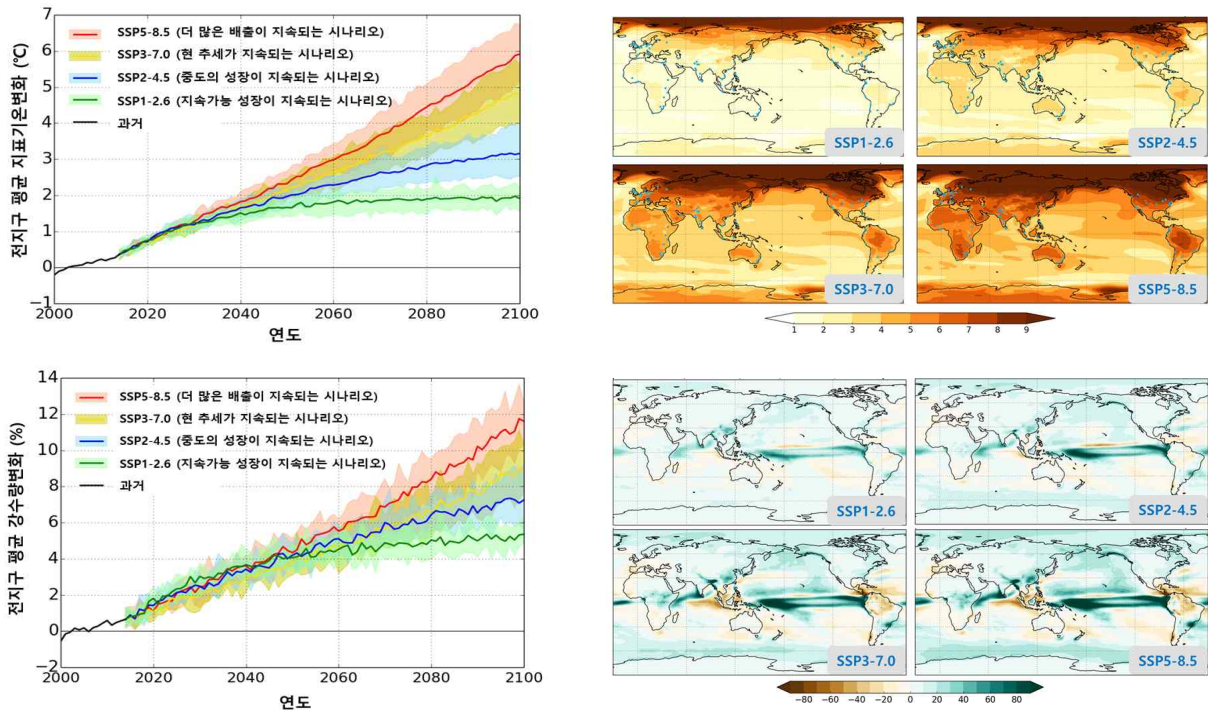 전지구 평균 지표기온변화 (℃)
7
6
5
4
3
2
1
0
−1
SSP5-8.5 (더 많은 배출이 지속되는 시나리오)
SSP3-7.0 (현 추세가 지속되는 시나리오)
SSP2-4.5 (중도의 성장이 지속되는 시나리오)
SSP1-2.6 (지속가능 성장이 지속되는 시나리오)
과거
2000 2020 2040 2060 2080 2100
연도
SSP1-2.6
SSP2-4.5
SSP3-7.0
SSP5-8.5
1 2 3 4 5 6 7 8 9
전지구 평균 강수량변화 (%)
14
12
10
8
6
4
2
0
−2
SSP5-8.5 (더 많은 배출이 지속되는 시나리오)
SSP3-7.0 (현 추세가 지속되는 시나리오)
SSP2-4.5 (중도의 성장이 지속되는 시나리오)
SSP1-2.6 (지속가능 성장이 지속되는 시나리오)
과거
2000 2020 2040 2060 2080 2100
연도
SSP1-2.6
SSP2-4.5
SSP3-7.0
SSP5-8.5
−80 −60 −40 −20 0 20 40 60 80